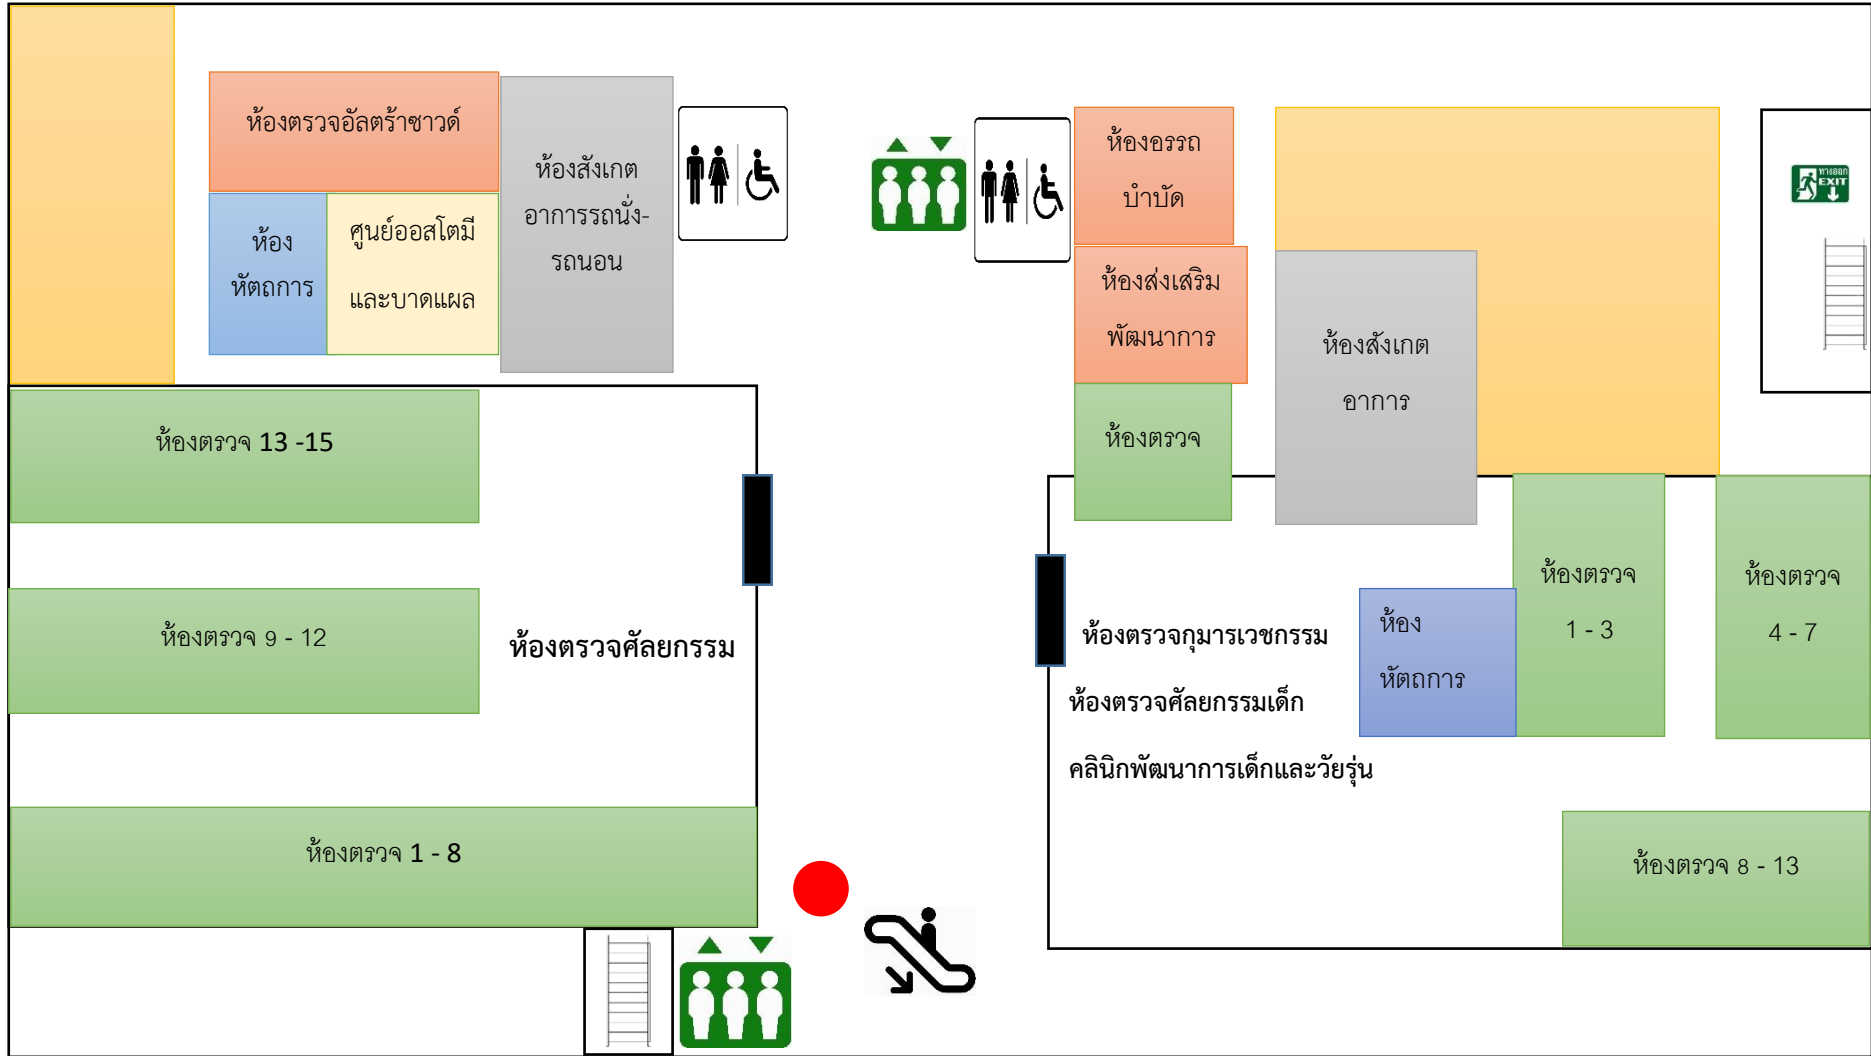 ห้องตรวจอัลตร้าซาวด์
ห้อง
หัตถการ
ศูนย์ออสโตมี
และบาดแผล
ห้องสังเกต
อาการรถนั่ง-
รถนอน
ห้องอรรถ
บำบัด
ห้องส่งเสริม
พัฒนาการ
ห้องตรวจ
ห้องสังเกต
อาการ
ทางออก
EXIT
ห้องตรวจ 13 -15
ห้องตรวจ 9 - 12
ห้องตรวจศัลยกรรม
ห้องตรวจ 1 - 8
ห้องตรวจกุมารเวชกรรม
ห้องตรวจศัลยกรรมเด็ก
คลินิกพัฒนาการเด็กและวัยรุ่น
ห้อง
หัตถการ
ห้องตรวจ
1 - 3
ห้องตรวจ
4 - 7
ห้องตรวจ 8 - 13